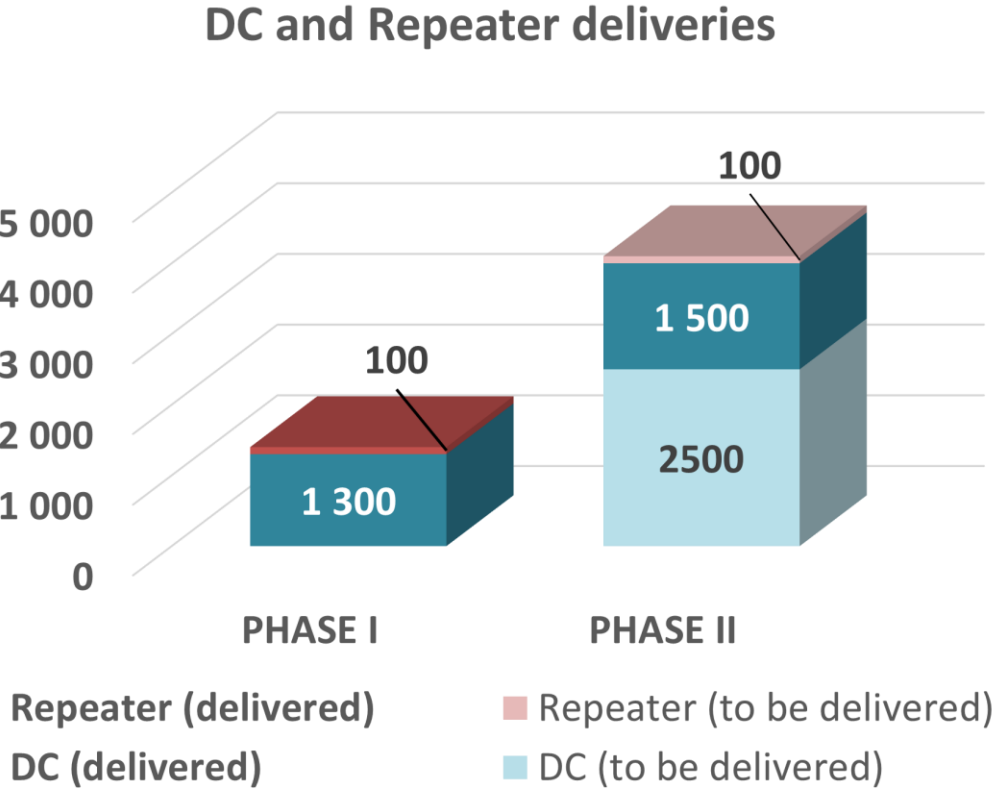 DC and Repeater deliveries
100
5 000
4 000
1 500
3 000
100
2 000
2500
1 000
1 300
0
PHASE I PHASE II
Repeater (delivered) Repeater (to be delivered)
DC (delivered) DC (to be delivered)